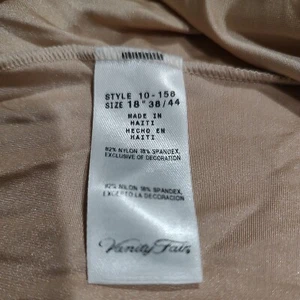 STYLE 10-158
SIZE 18" 38/44
MADE IN
HAITI
HECHO EN
HAITI
82% NYLON 18% SPANDEX,
EXCLUSIVE OF DECORATION
82% NILON 18% SPANDEX,
EXCEPTO LA DECORACION
Vanity Fair